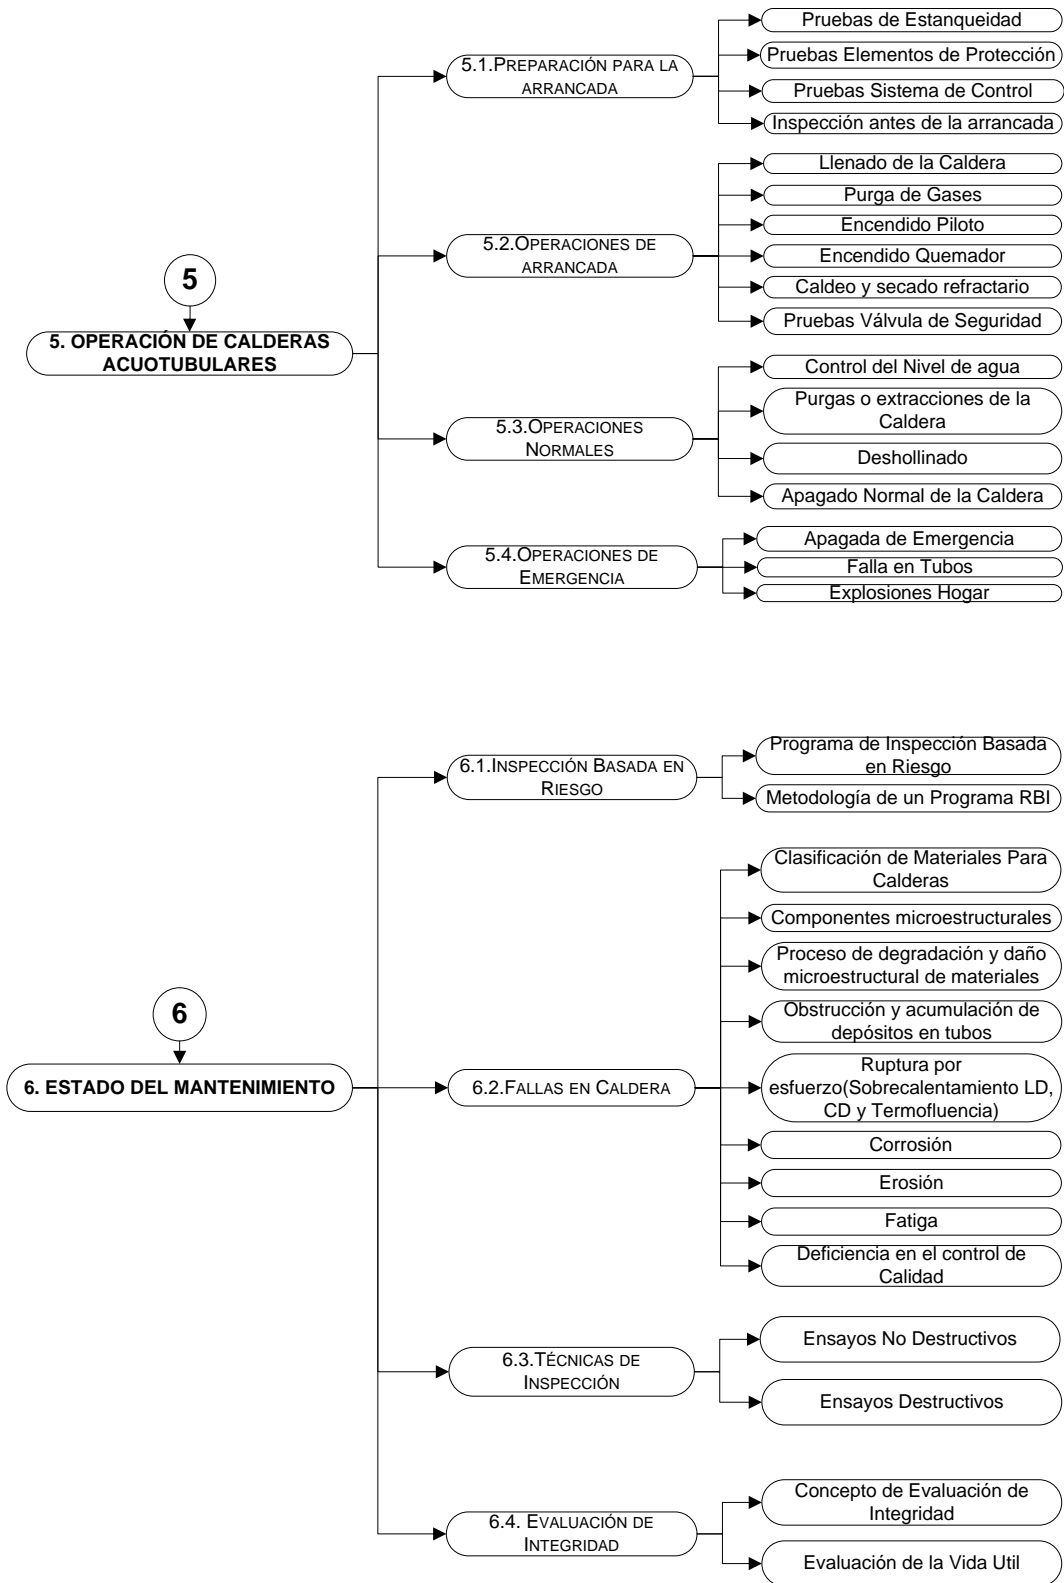 5
5. OPERACIÓN DE CALDERAS
ACUOTUBULARES
5.1.PREPARACIÓN PARA LA
ARRANCADA
Pruebas de Estanqueidad
Pruebas Elementos de Protección
Pruebas Sistema de Control
Inspección antes de la arrancada
5.2.OPERACIONES DE
ARRANCADA
Llenado de la Caldera
Purga de Gases
Encendido Piloto
Encendido Quemador
Caldeo y secado refractario
Pruebas Válvula de Seguridad
5.3.OPERACIONES
NORMALES
Control del Nivel de agua
Purgas o extracciones de la
Caldera
Deshollinado
Apagado Normal de la Caldera
5.4.OPERACIONES DE
EMERGENCIA
Apagada de Emergencia
Falla en Tubos
Explosiones Hogar
6
6. ESTADO DEL MANTENIMIENTO
6.1.INSPECCIÓN BASADA EN
RIESGO
Programa de Inspección Basada
en Riesgo
Metodología de un Programa RBI
6.2.FALLAS EN CALDERA
Clasificación de Materiales Para
Calderas
Componentes microestructurales
Proceso de degradación y daño
microestructural de materiales
Obstrucción y acumulación de
depósitos en tubos
Ruptura por
esfuerzo(Sobrecalentamiento LD,
CD y Termofluencia)
Corrosión
Erosión
Fatiga
Deficiencia en el control de
Calidad
6.3.TÉCNICAS DE
INSPECCIÓN
Ensayos No Destructivos
Ensayos Destructivos
6.4. EVALUACIÓN DE
INTEGRIDAD
Concepto de Evaluación de
Integridad
Evaluación de la Vida Util